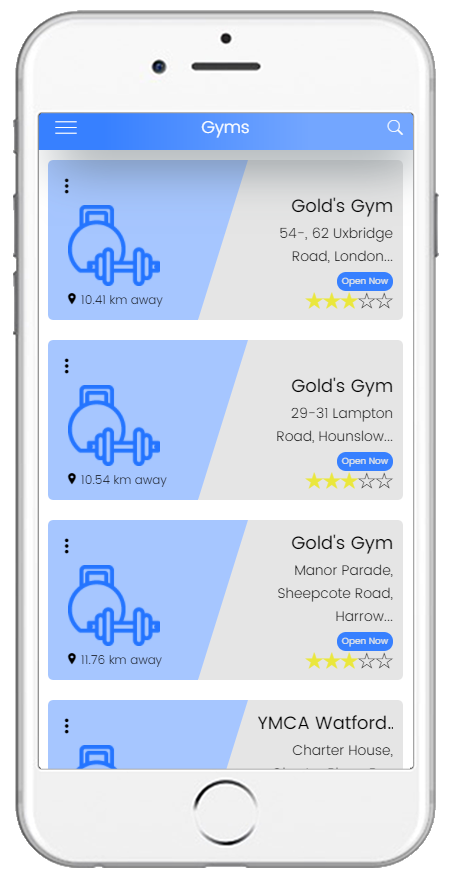 Gyms
Gold's Gym
54-, 62 Uxbridge
Road, London...
Open Now
10.41 km away
Gold's Gym
29-31 Lampton
Road, Hounslow...
Open Now
10.54 km away
Gold's Gym
Manor Parade,
Sheepcote Road,
Harrow...
Open Now
11.76 km away
YMCA Watford..
Charter House,